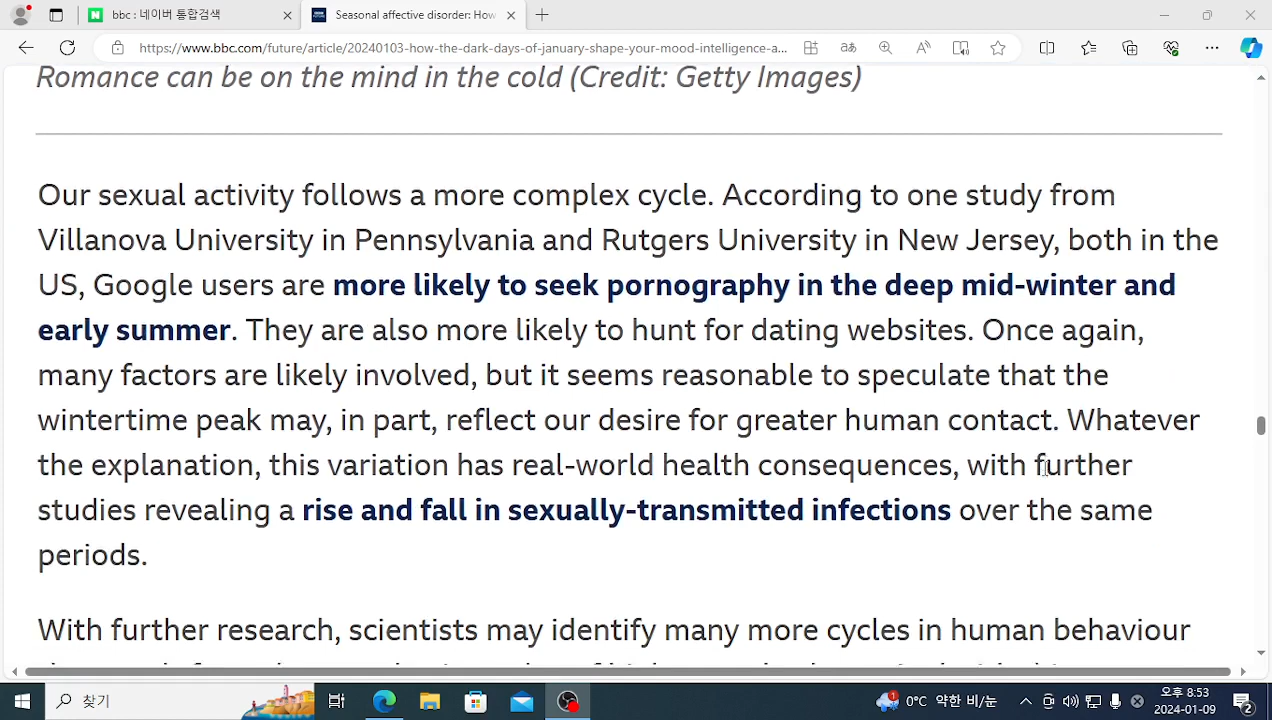 bbc : 네이버 통합검색
Seasonal affective disorder: How
https://www.bbc.com/future/article/20240103-how-the-dark-days-of-january-shape-your-mood-intelligence-a...
Romance can be on the mind in the cold (Credit: Getty Images)
Our sexual activity follows a more complex cycle. According to one study from
Villanova University in Pennsylvania and Rutgers University in New Jersey, both in the
US, Google users are more likely to seek pornography in the deep mid-winter and
early summer. They are also more likely to hunt for dating websites. Once again,
many factors are likely involved, but it seems reasonable to speculate that the
wintertime peak may, in part, reflect our desire for greater human contact. Whatever
the explanation, this variation has real-world health consequences, with further
studies revealing a rise and fall in sexually-transmitted infections over the same
periods.
With further research, scientists may identify many more cycles in human behaviour
찾기
1
0°C 약한 비/눈
오후 8:53
2024-01-09
2